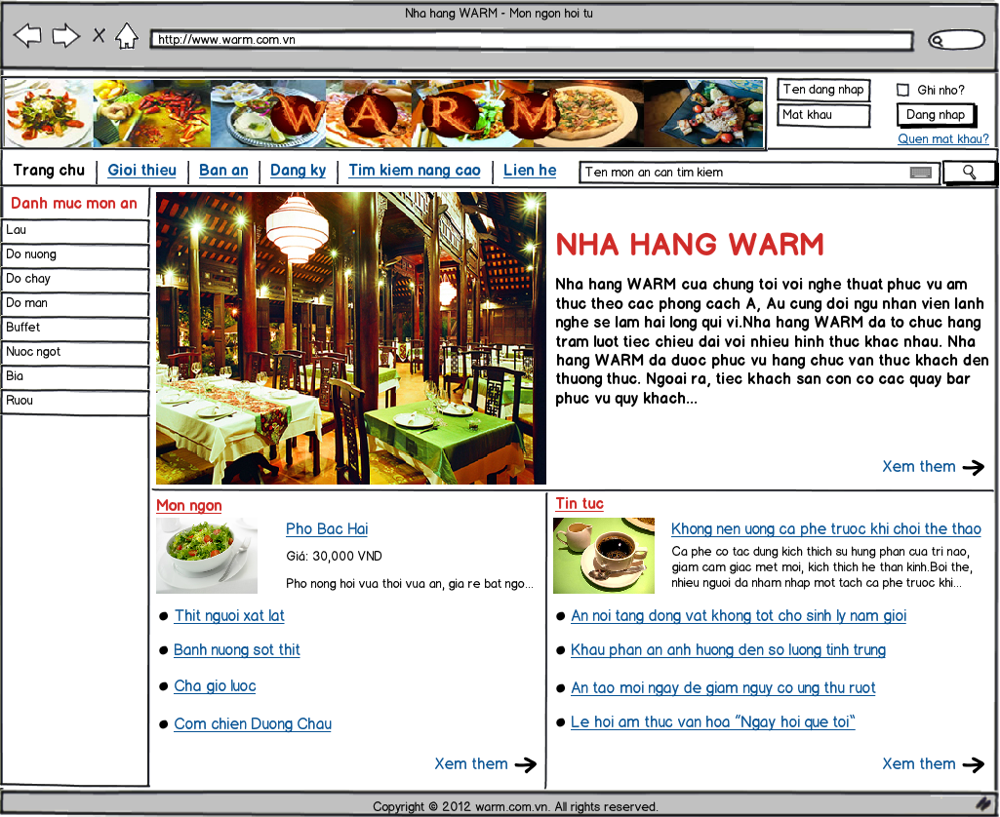 Nha hang WARM - Mon ngon hoi tu
http://www.warm.com.vn
WARM
Ten dang nhap
Ghi nho?
Mat khau
Dang nhap
Quen mat khau?
Trang chu
Gioi thieu
Ban an
Dang ky
Tim kiem nang cao
Lien he
Ten mon an can tim kiem
Danh muc mon an
Lau
Do nuong
Do chay
Do man
Buffet
Nuoc ngot
Bia
Ruou
NHA HANG WARM
Nha hang WARM cua chung toi voi nghe thuat phuc vu am
thuc theo cac phong cach A, Au cung doi ngu nhan vien lanh
nghe se lam hai long qui vi.Nha hang WARM da to chuc hang
tram luot tiec chieu dai voi nhieu hinh thuc khac nhau. Nha
hang WARM da duoc phuc vu hang chuc van thuc khach den
thuong thuc. Ngoai ra, tiec khach san con co cac quay bar
phuc vu quy khach...
Xem them
Mon ngon
Pho Bac Hai
Giá: 30,000 VND
Pho nong hoi vua thoi vua an, gia re bat ngo...
Thit nguoi xat lat
Banh nuong sot thit
Cha gio luoc
Com chien Duong Chau
Xem them
Tin tuc
Khong nen uong ca phe truoc khi choi the thao
Ca phe co tac dung kich thich su hung phan cua tri nao,
giam cam giac met moi, kich thich he than kinh.Boi the,
nhieu nguoi da nham nhap mot tach ca phe truoc khi...
An noi tang dong vat khong tot cho sinh ly nam gioi
Khau phan an anh huong den so luong tinh trung
An tao moi ngay de giam nguy co ung thu ruot
Le hoi am thuc van hoa "Ngay hoi que toi"
Xem them
Copyright © 2012 warm.com.vn. All rights reserved.